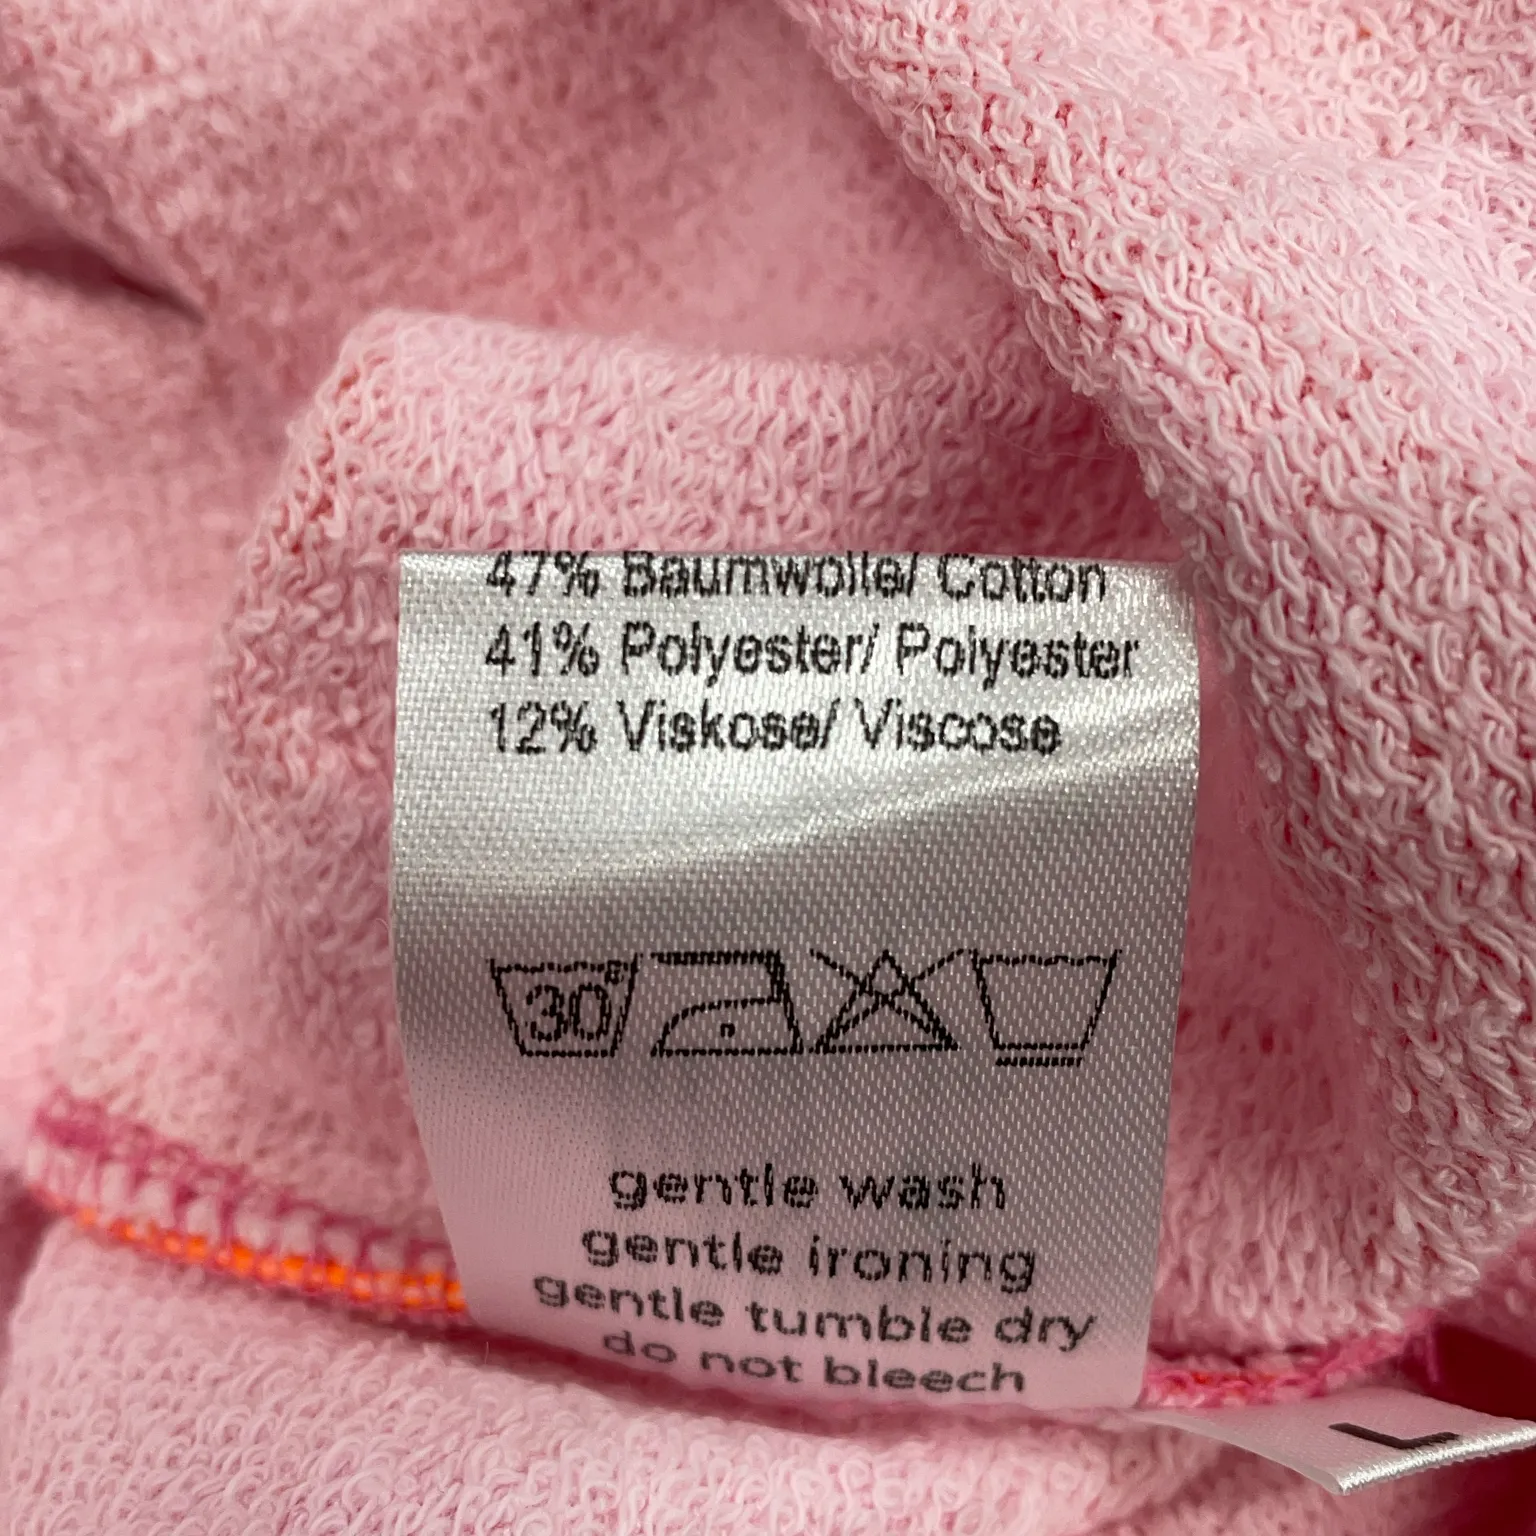 47% Baumwolle/ Cotton
41% Polyester/ Polyester
12% Viskose/ Viscose
30°
gentle wash
gentle ironing
gentle tumble dry
do not bleech
L